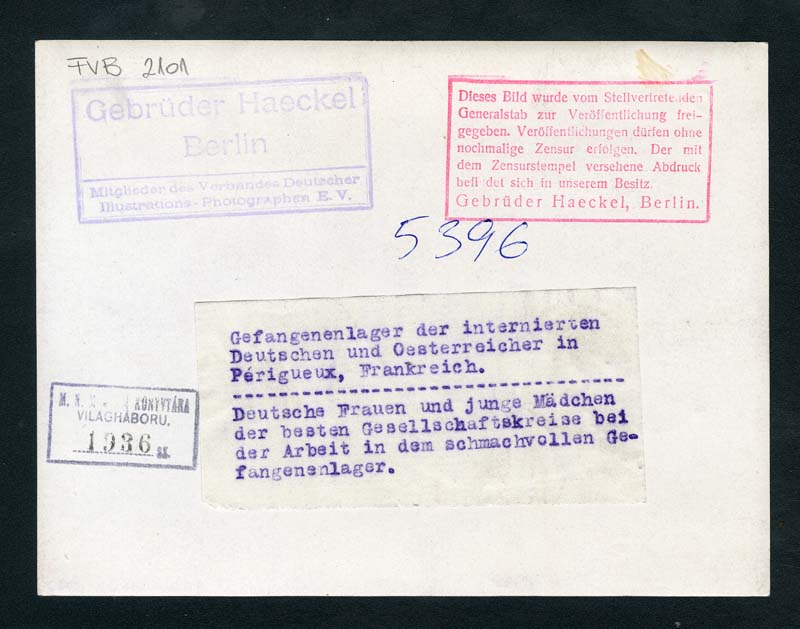 FVB 2101
Gebrüder Haeckel
Berlin
Mitglieder des Verbandes Deutscher
Illustrations-Photographen E. V.
Dieses Bild wurde vom Stellvertretenden
Generalstab zur Veröffentlichung frei-
gegeben. Veröffentlichungen dürfen ohne
nochmalige Zensur erfolgen. Der mit
dem Zensurstempel versehene Abdruck
befi det sich in unserem Besitz.
Gebrüder Haeckel, Berlin.
5396
Gefangenenlager der internierten
Deutschen und Oesterreicher in
Périgueux, Frankreich.
Deutsche Frauen und junge Mädchen
der besten Gesellschaftskreise bei
der Arbeit in dem schmachvollen Ge-
fangenenlager.
M. N. KÖNYVTÁRA
VILÁGHÁBORU.
1936 sz.